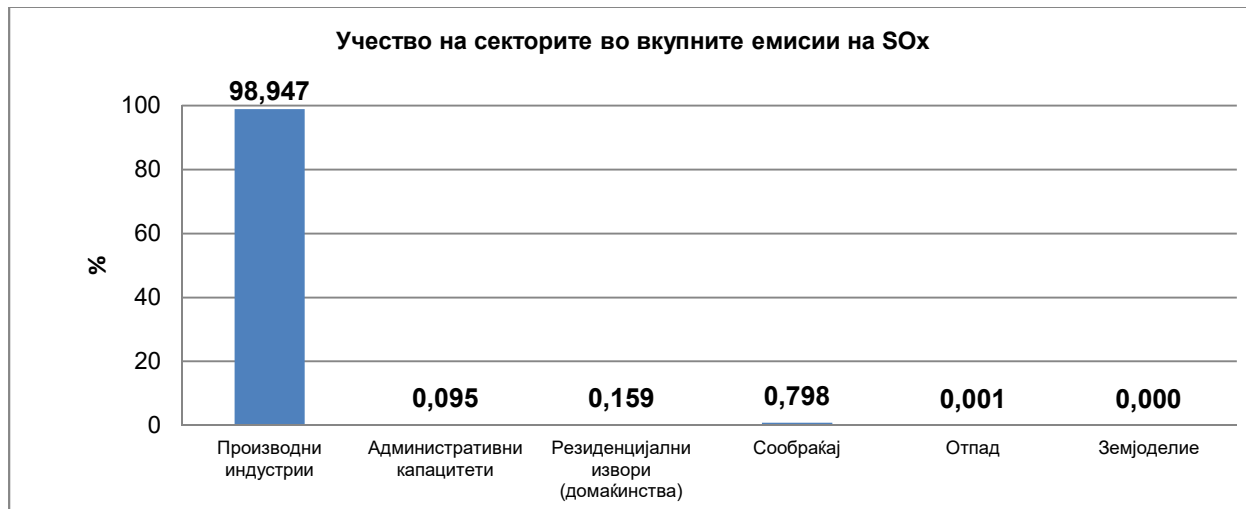 Учество на секторите во вкупните емисии на SOx
98,947
100
80
60
40
20
0
%
0,095
0,159
0,798
0,001
0,000
Производни
индустрии
Административни
капацитети
Резиденцијални
извори
(домаќинства)
Сообраќај
Отпад
Земјоделие